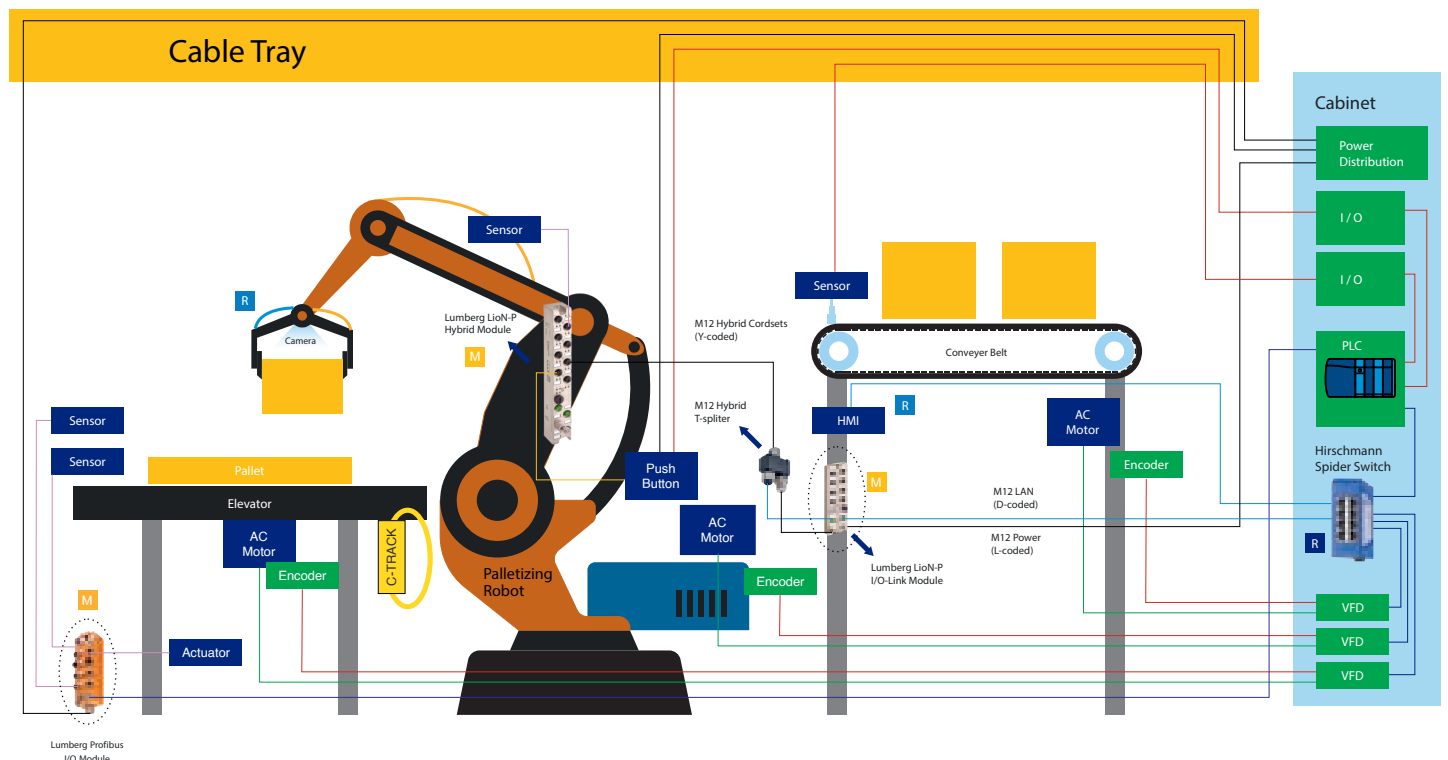 Cable Tray
Cabinet
Power
Distribution
I / O
I / O
PLC
Hirschmann
Spider Switch
R
VFD
VFD
VFD
Sensor
R
Camera
Lumberg LioN-P
Hybrid Module
M
Sensor
M12 Hybrid Cordsets
(Y-coded)
Conveyer Belt
M12 Hybrid
T-spliter
HMI
R
AC
Motor
Encoder
Sensor
Sensor
Pallet
Elevator
AC
Motor
Encoder
C-TRACK
Push
Button
AC
Motor
Encoder
M
M12 LAN
(D-coded)
M12 Power
(L-coded)
Lumberg LioN-P
I/O-Link Module
Palletizing
Robot
M
Actuator
Lumberg Profibus
I/O Module